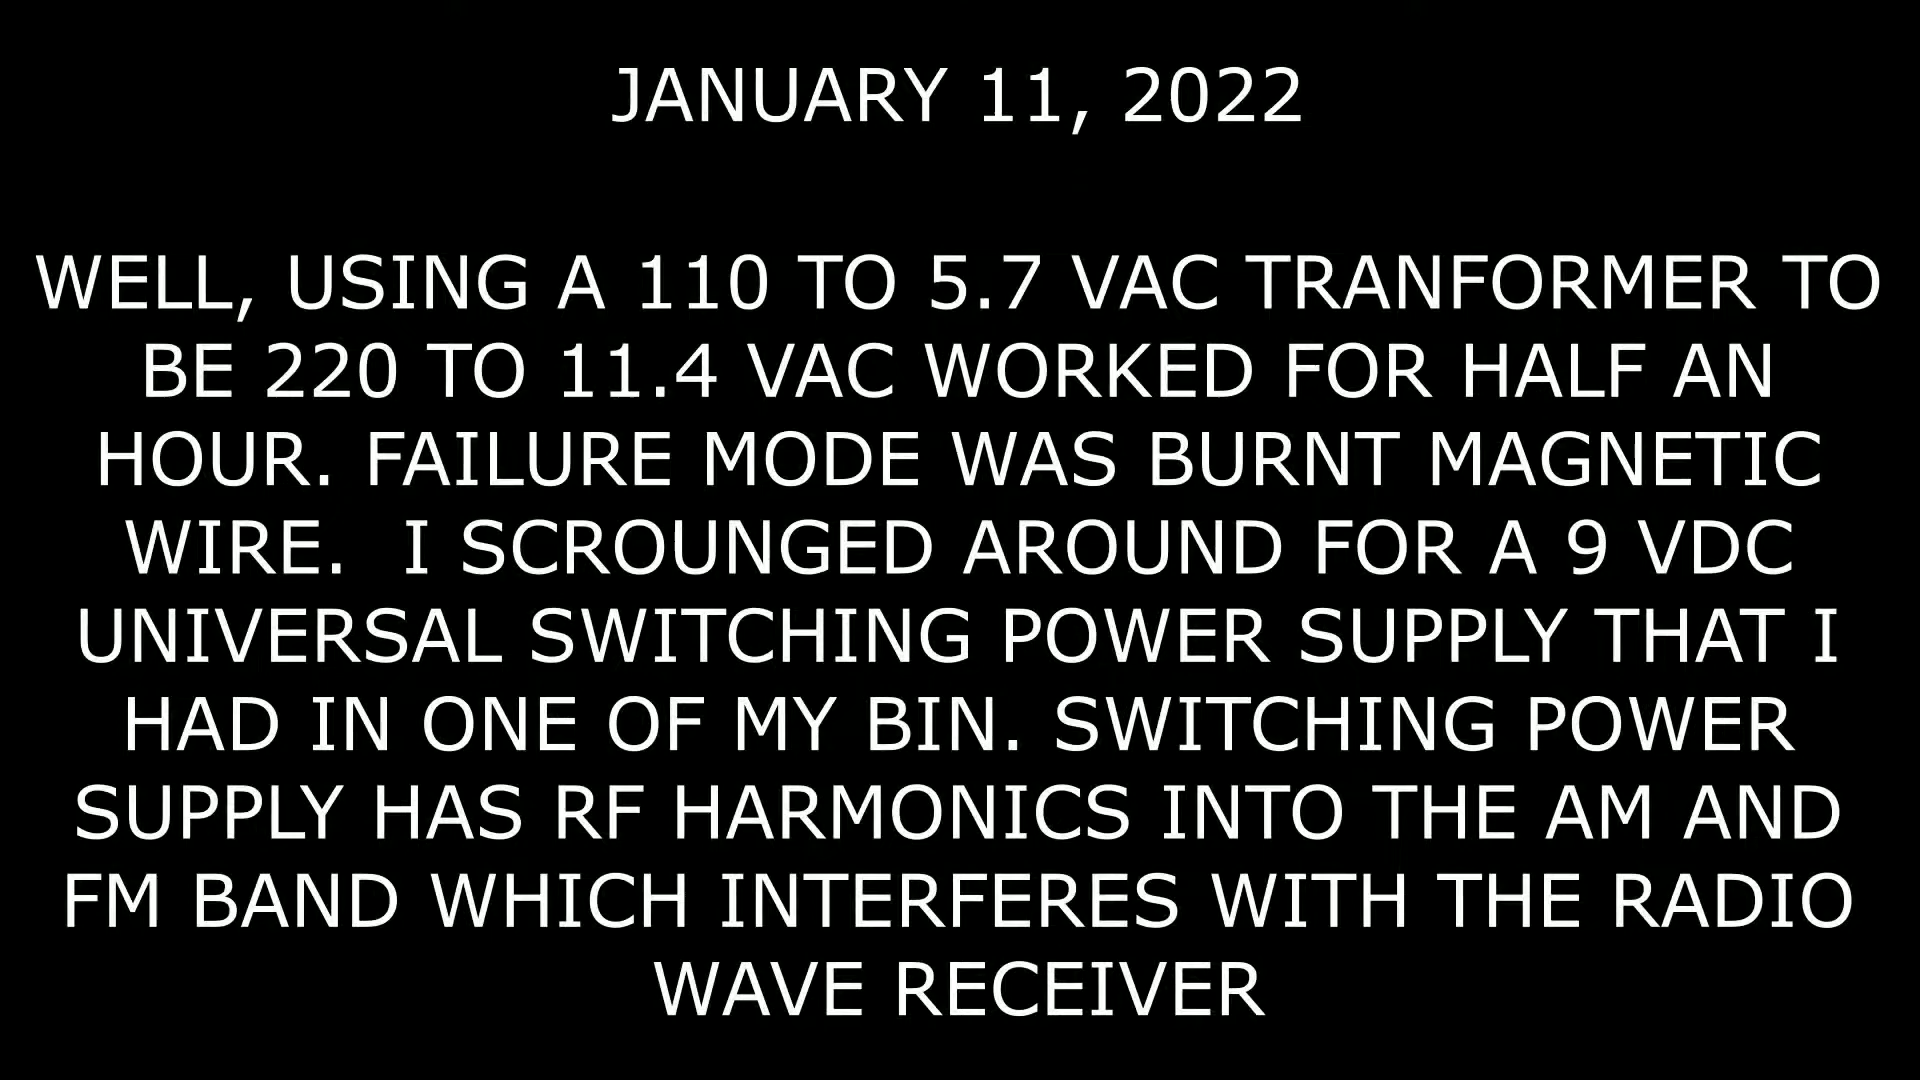 JANUARY 11, 2022
WELL, USING A 110 TO 5.7 VAC TRANFORMER TO
BE 220 TO 11.4 VAC WORKED FOR HALF AN
HOUR. FAILURE MODE WAS BURNT MAGNETIC
WIRE.  I SCROUNGED AROUND FOR A 9 VDC
UNIVERSAL SWITCHING POWER SUPPLY THAT I
HAD IN ONE OF MY BIN. SWITCHING POWER
SUPPLY HAS RF HARMONICS INTO THE AM AND
FM BAND WHICH INTERFERES WITH THE RADIO
WAVE RECEIVER